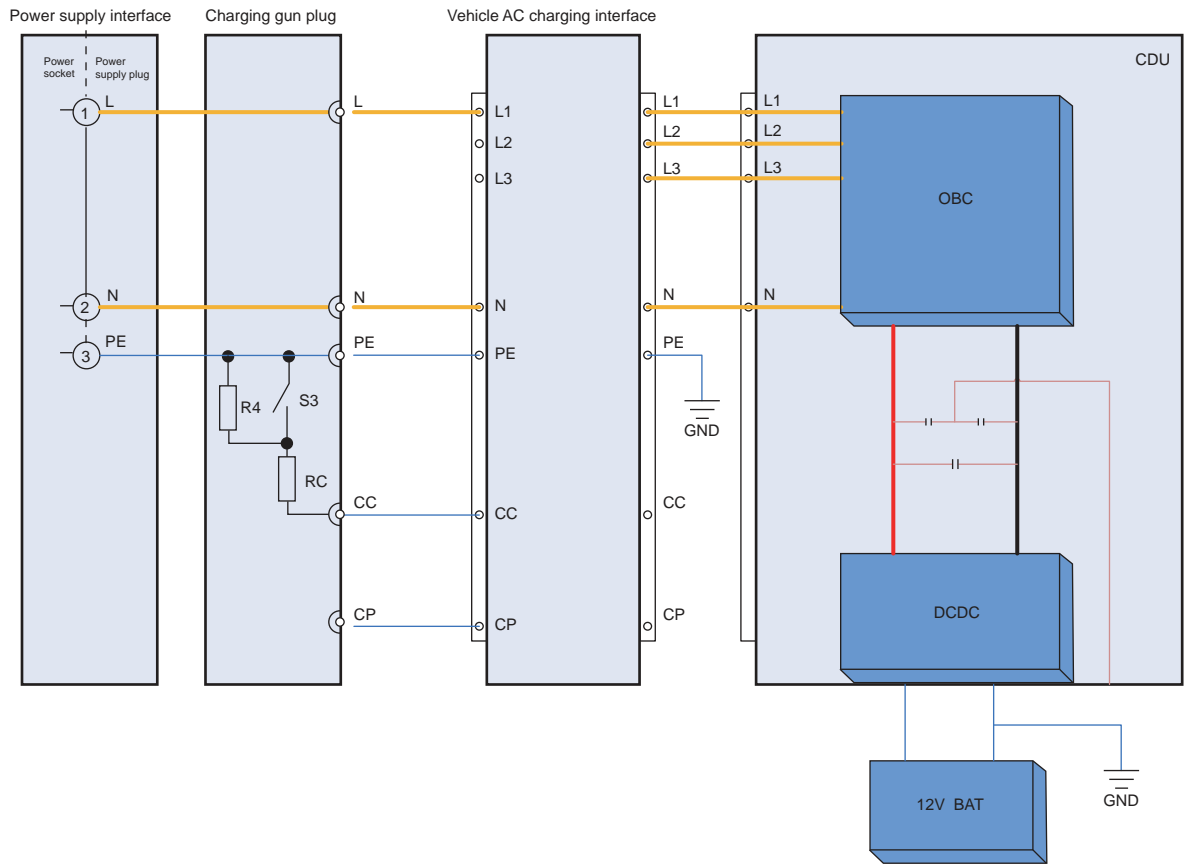 Power supply interface
Charging gun plug
Vehicle AC charging interface
CDU
Power socket
Power supply plug
1
L
L
L1
L1
L1
L2
L2
L2
L3
L3
L3
OBC
2
N
N
N
N
N
3
PE
PE
PE
PE
R4
S3
GND
RC
CC
CC
CC
CP
CP
CP
DCDC
12V BAT
GND